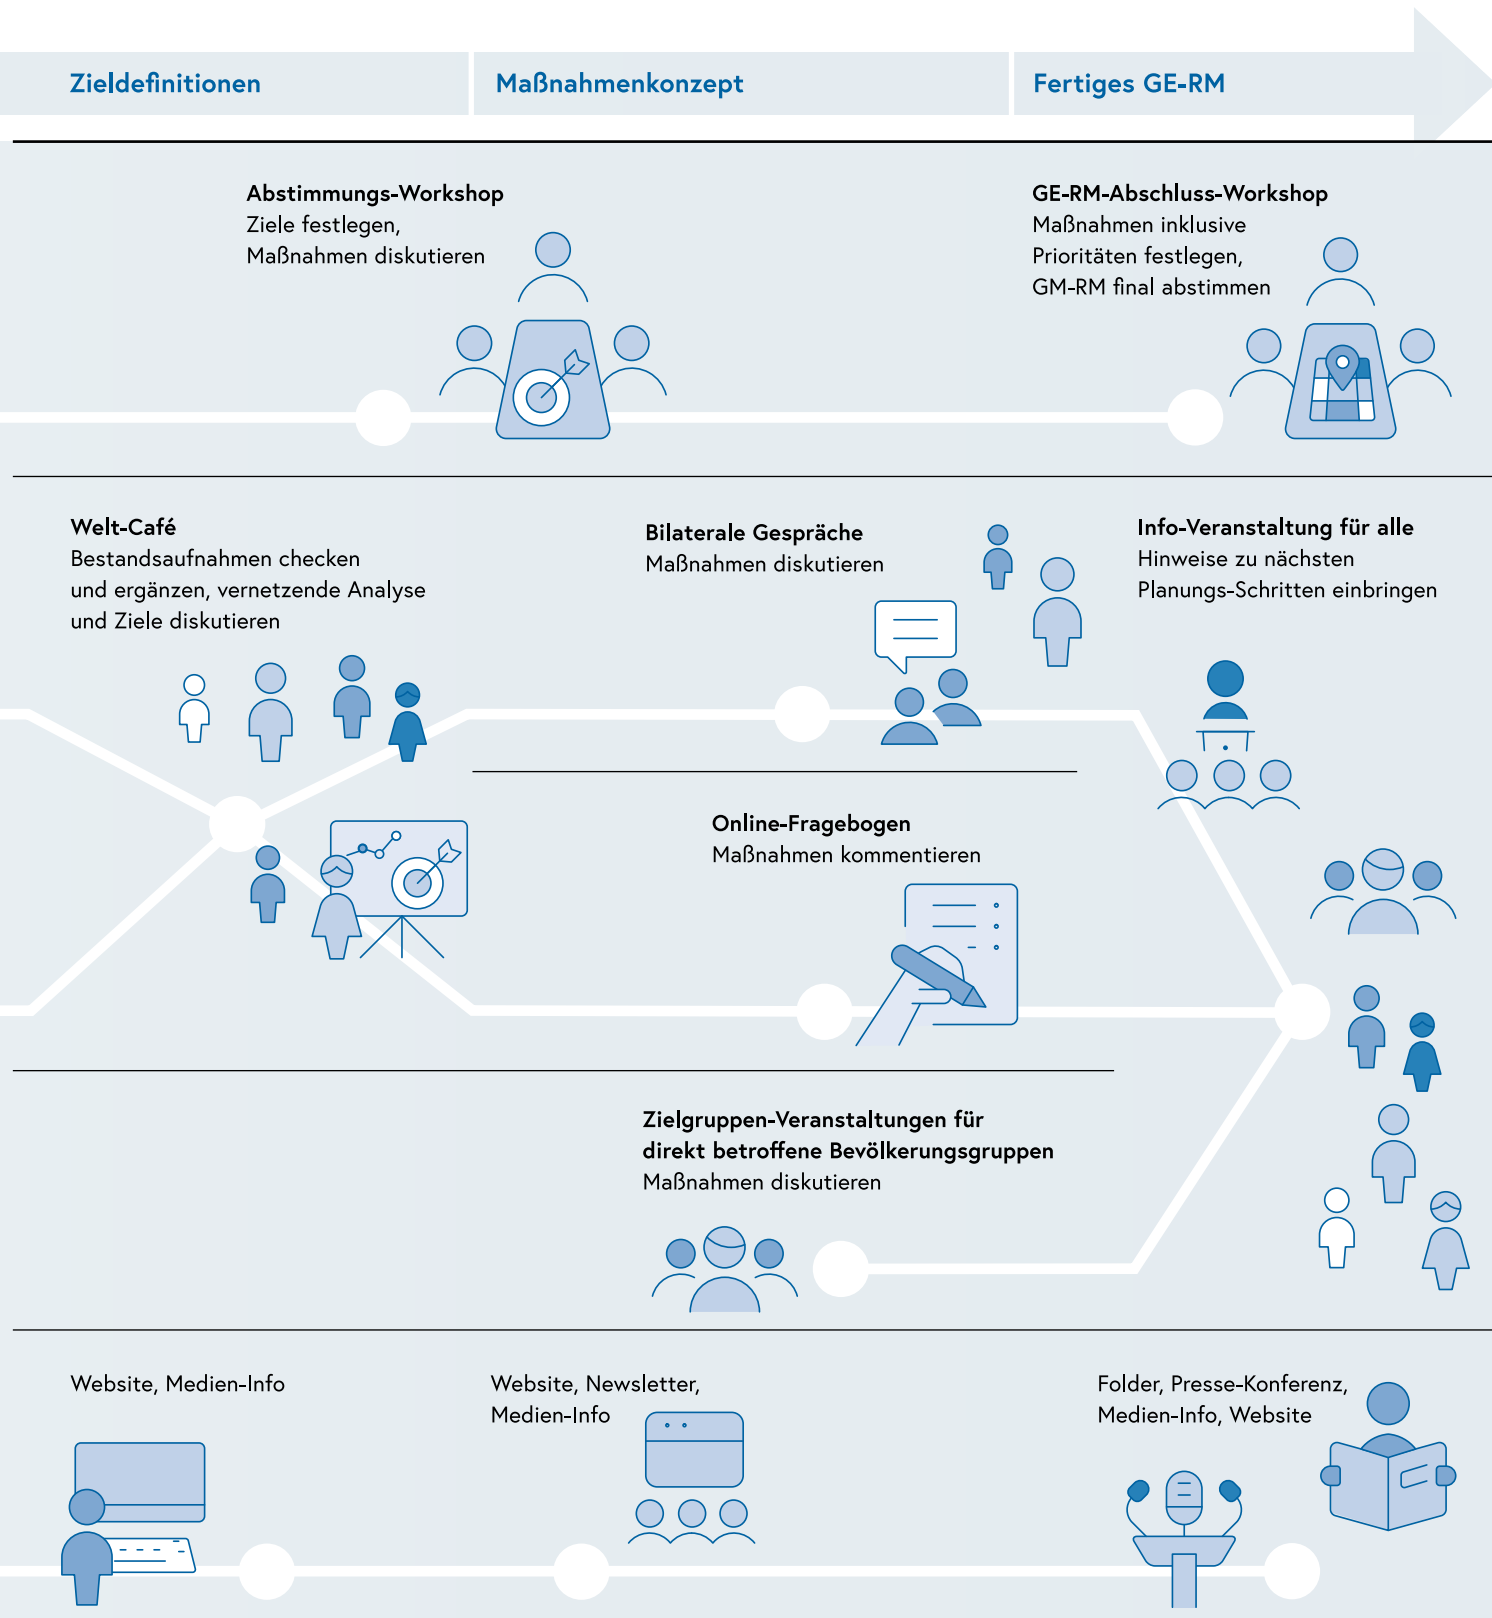 Zieldefinitionen
Maßnahmenkonzept
Fertiges GE-RM
Abstimmungs-Workshop
Ziele festlegen,
Maßnahmen diskutieren
GE-RM-Abschluss-Workshop
Maßnahmen inklusive
Prioritäten festlegen,
GM-RM final abstimmen
Welt-Café
Bestandsaufnahmen checken
und ergänzen, vernetzende Analyse
und Ziele diskutieren
Bilaterale Gespräche
Maßnahmen diskutieren
Info-Veranstaltung für alle
Hinweise zu nächsten
Planungs-Schritten einbringen
Online-Fragebogen
Maßnahmen kommentieren
Zielgruppen-Veranstaltungen für
direkt betroffene Bevölkerungsgruppen
Maßnahmen diskutieren
Website, Medien-Info
Website, Newsletter,
Medien-Info
Folder, Presse-Konferenz,
Medien-Info, Website